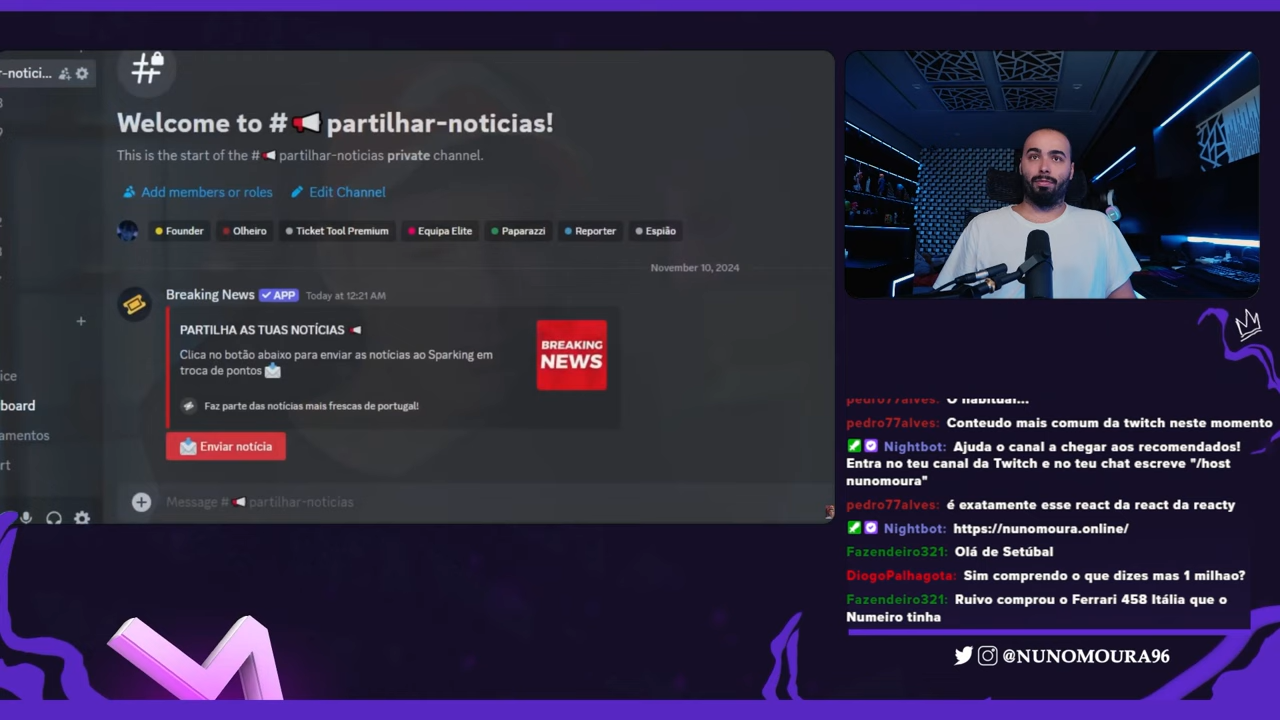 r-notici...
Welcome to # partilhar-noticias!
This is the start of the # partilhar-noticias private channel.
Add members or roles
Edit Channel
Founder
Olheiro
Ticket Tool Premium
Equipa Elite
Paparazzi
Reporter
Espião
November 10, 2024
Breaking News APP Today at 12:21 AM
PARTILHA AS TUAS NOTÍCIAS
Clica no botão abaixo para enviar as notícias ao Sparking em
troca de pontos
Faz parte das notícias mais frescas de portugal!
BREAKING
NEWS
Enviar notícia
Message # partilhar-noticias
ice
board
amentos
rt
pedro77alves: O habitual...
pedro77alves: Conteudo mais comum da twitch neste momento
Nightbot: Ajuda o canal a chegar aos recomendados!
Entra no teu canal da Twitch e no teu chat escreve "/host
nunomoura"
pedro77alves: é exatamente esse react da react da reacty
Nightbot: https://nunomoura.online/
Fazendeiro321: Olá de Setúbal
DiogoPalhagota: Sim comprendo o que dizes mas 1 milhao?
Fazendeiro321: Ruivo comprou o Ferrari 458 Itália que o
Numeiro tinha
@NUNOMOURA96